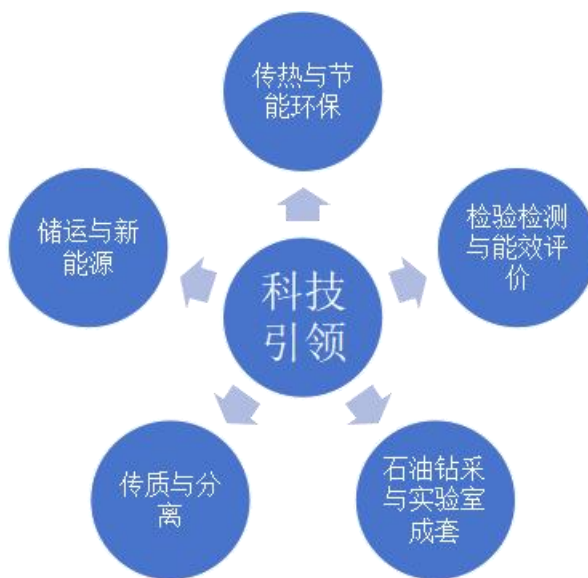 传热与节
能环保
储运与新
能源
检验检测
与能效评
价
科技
引领
传质与分
离
石油钻采
与实验室
成套